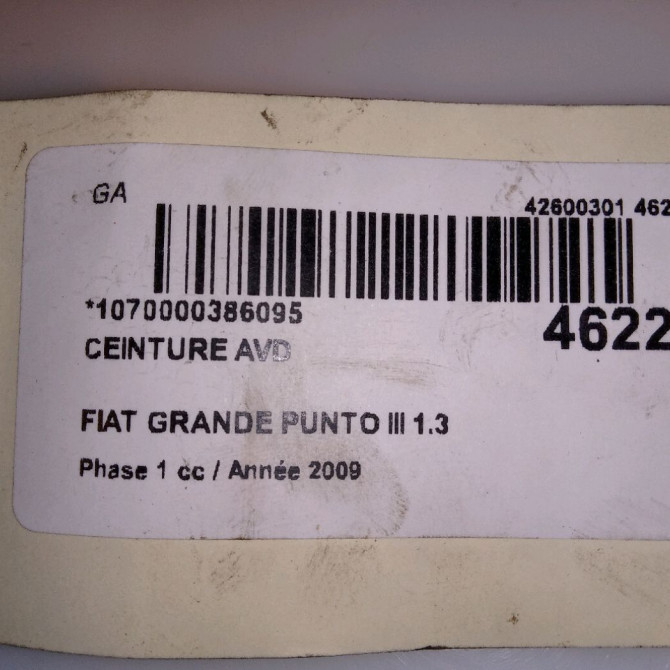 GA
42600301 462
*1070000386095
4622
CEINTURE AVD
FIAT GRANDE PUNTO III 1.3
Phase 1 cc / Année 2009